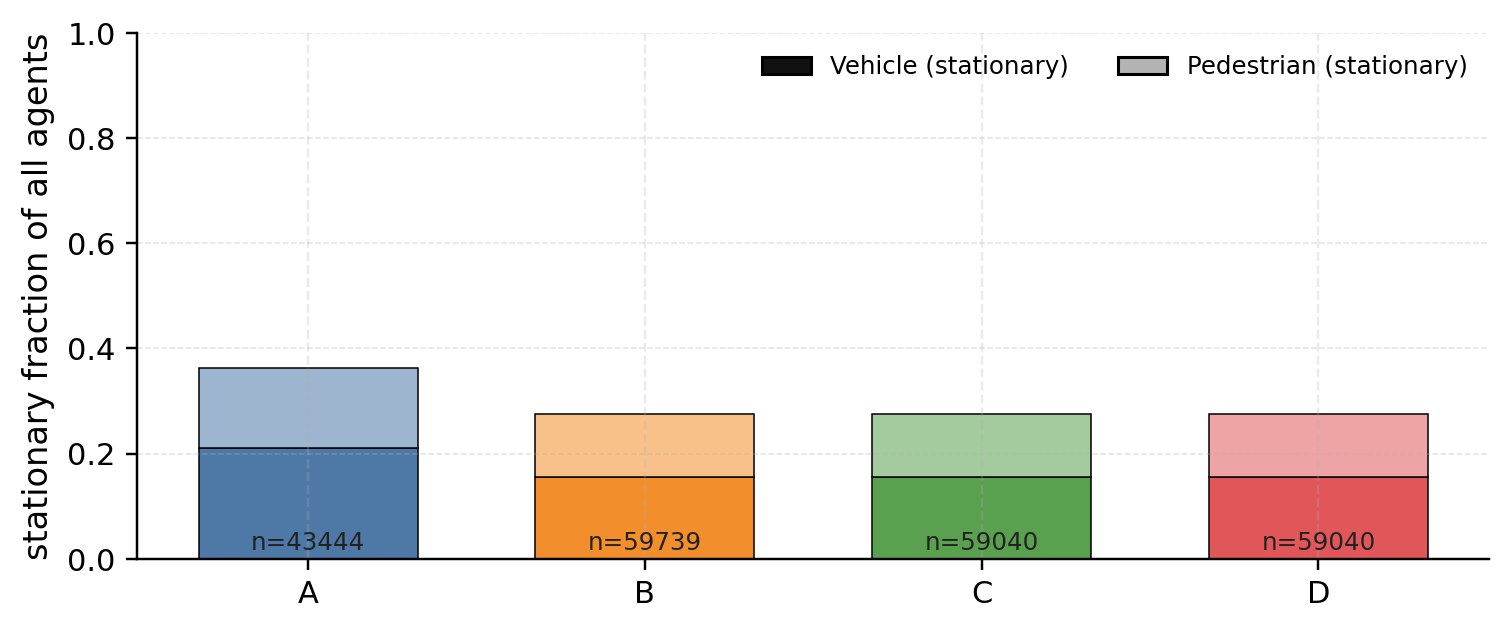 stationary fraction of all agents
1.0
0.8
0.6
0.4
0.2
0.0
Vehicle (stationary)
Pedestrian (stationary)
n=43444
n=59739
n=59040
n=59040
A
B
C
D